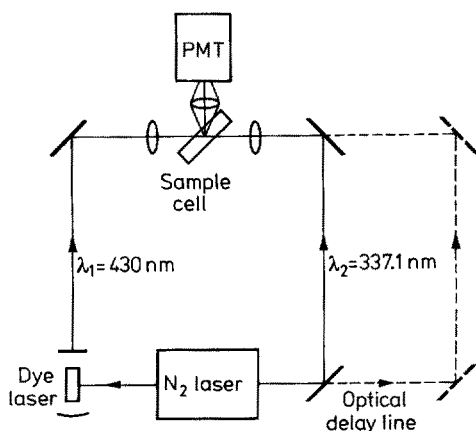 PMT
Sample
cell
λ₁=430 nm
λ₂=337.1 nm
Dye
laser
N₂ laser
Optical
delay line